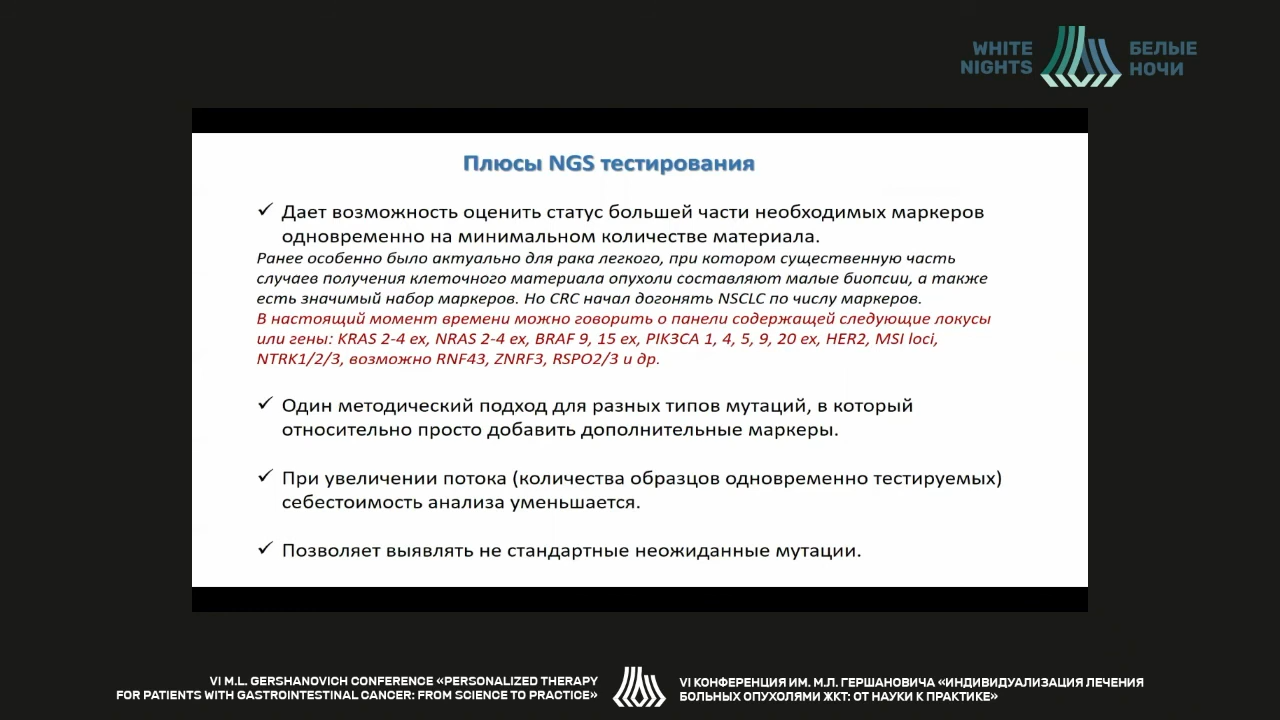 WHITE
NIGHTS
БЕЛЫЕ
НОЧИ
Плюсы NGS тестирования
✓ Дает возможность оценить статус большей части необходимых маркеров
одновременно на минимальном количестве материала.
Ранее особенно было актуально для рака легкого, при котором существенную часть
случаев получения клеточного материала опухоли составляют малые биопсии, а также
есть значимый набор маркеров. Но CRC начал догонять NSCLC по числу маркеров.
В настоящий момент времени можно говорить о панели содержащей следующие локусы
или гены: KRAS 2-4 ex, NRAS 2-4 ex, BRAF 9, 15 ex, PIK3CA 1, 4, 5, 9, 20 ex, HER2, MSI loci,
NTRK1/2/3, возможно RNF43, ZNRF3, RSPO2/3 и др.
✓ Один методический подход для разных типов мутаций, в который
относительно просто добавить дополнительные маркеры.
✓ При увеличении потока (количества образцов одновременно тестируемых)
себестоимость анализа уменьшается.
✓ Позволяет выявлять не стандартные неожиданные мутации.
VI M.L. GERSHANOVICH CONFERENCE «PERSONALIZED THERAPY
FOR PATIENTS WITH GASTROINTESTINAL CANCER: FROM SCIENCE TO PRACTICE»
VI КОНФЕРЕНЦИЯ ИМ. М.Л. ГЕРШАНОВИЧА «ИНДИВИДУАЛИЗАЦИЯ ЛЕЧЕНИЯ
БОЛЬНЫХ ОПУХОЛЯМИ ЖКТ: ОТ НАУКИ К ПРАКТИКЕ»